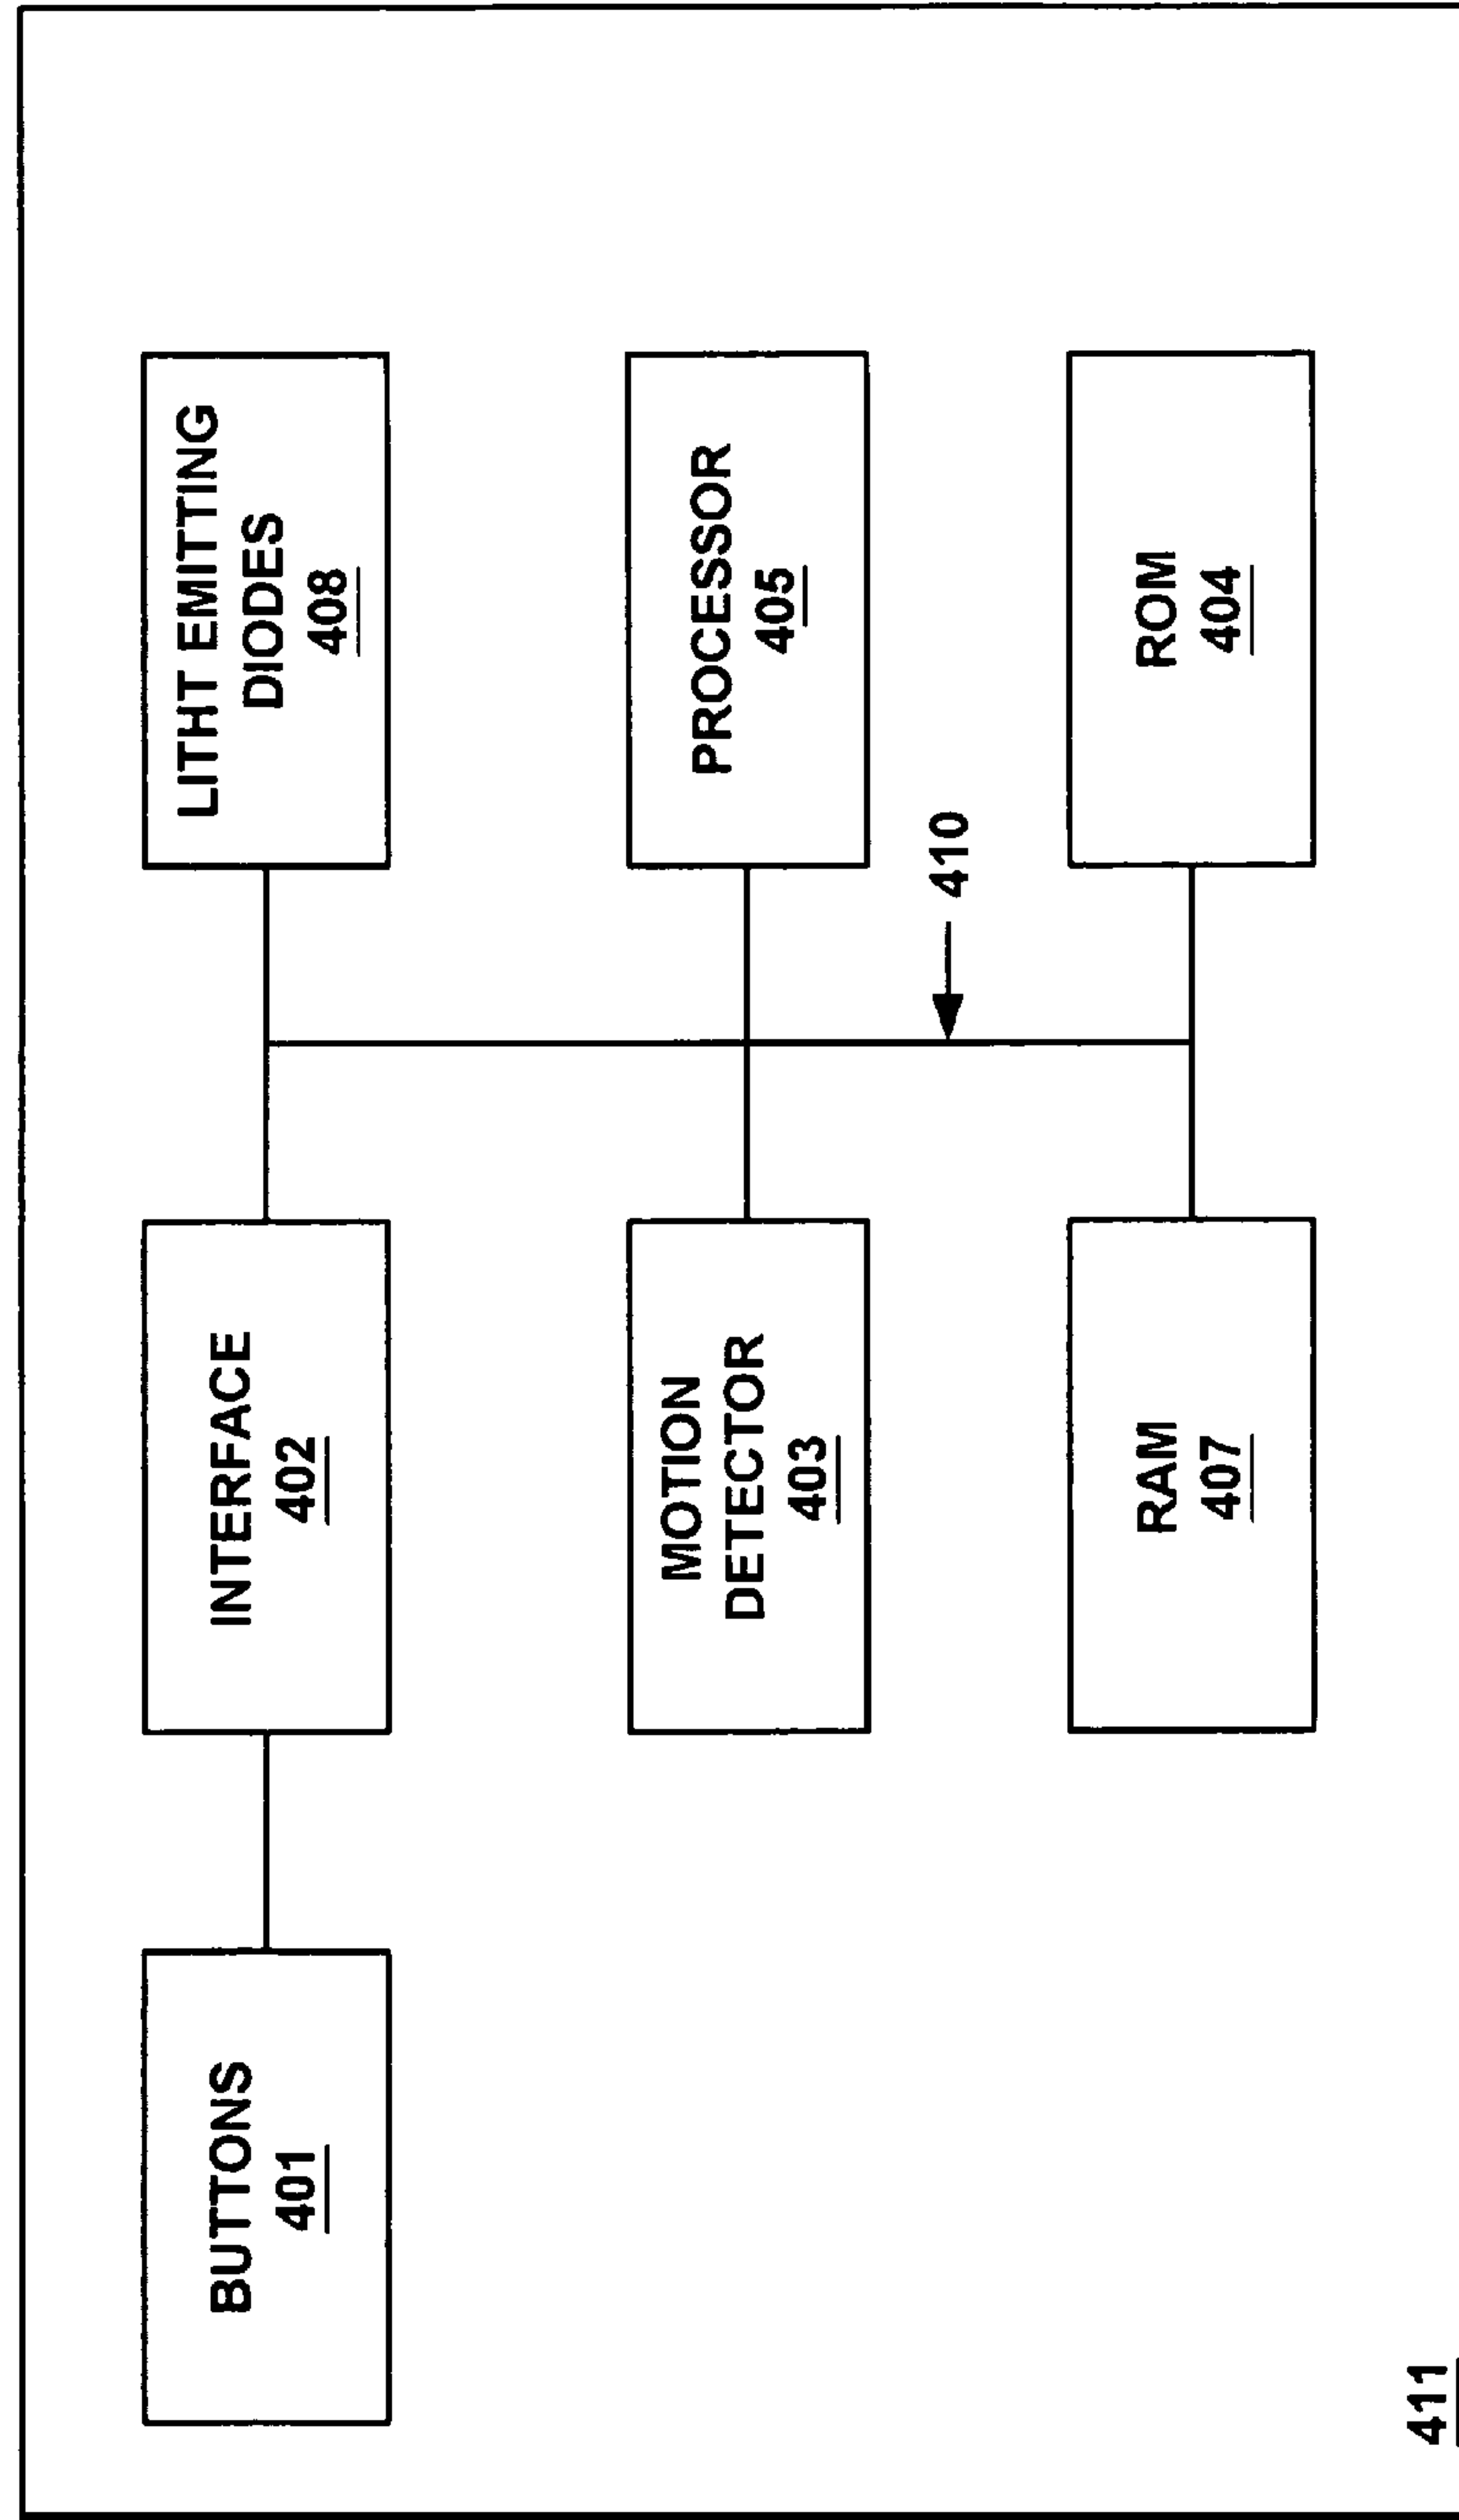 BUTTONS
401
INTERFACE
402
LITHT EMITTING
DIODES
408
MOTION
DETECTOR
403
PROCESSOR
405
410
RAM
407
ROM
404
411